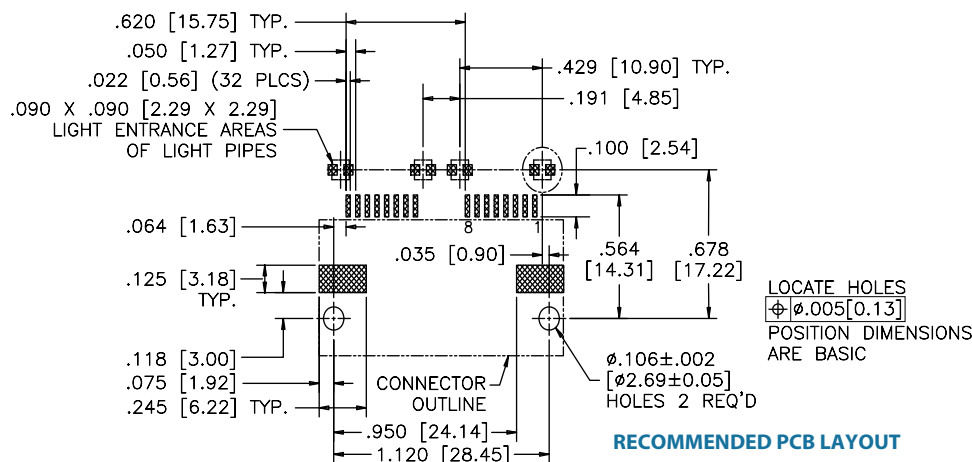 .620 [15.75] TYP.
.050 [1.27] TYP.
.022 [0.56] (32 PLCS)
.090 X .090 [2.29 X 2.29]
LIGHT ENTRANCE AREAS
OF LIGHT PIPES
.429 [10.90] TYP.
.191 [4.85]
.100 [2.54]
8
1
.064 [1.63]
.035 [0.90]
.564
[14.31]
.678
[17.22]
.125 [3.18]
TYP.
LOCATE HOLES
⌖ ø.005[0.13]
POSITION DIMENSIONS
ARE BASIC
.118 [3.00]
.075 [1.92]
.245 [6.22] TYP.
CONNECTOR
OUTLINE
ø.106±.002
[ø2.69±0.05]
HOLES 2 REQ'D
.950 [24.14]
1.120 [28.45]
RECOMMENDED PCB LAYOUT